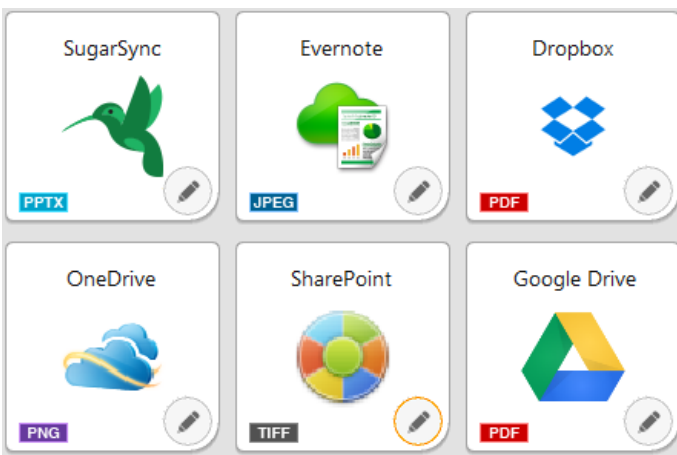 SugarSync
PPTX
Evernote
JPEG
Dropbox
PDF
OneDrive
PNG
SharePoint
TIFF
Google Drive
PDF